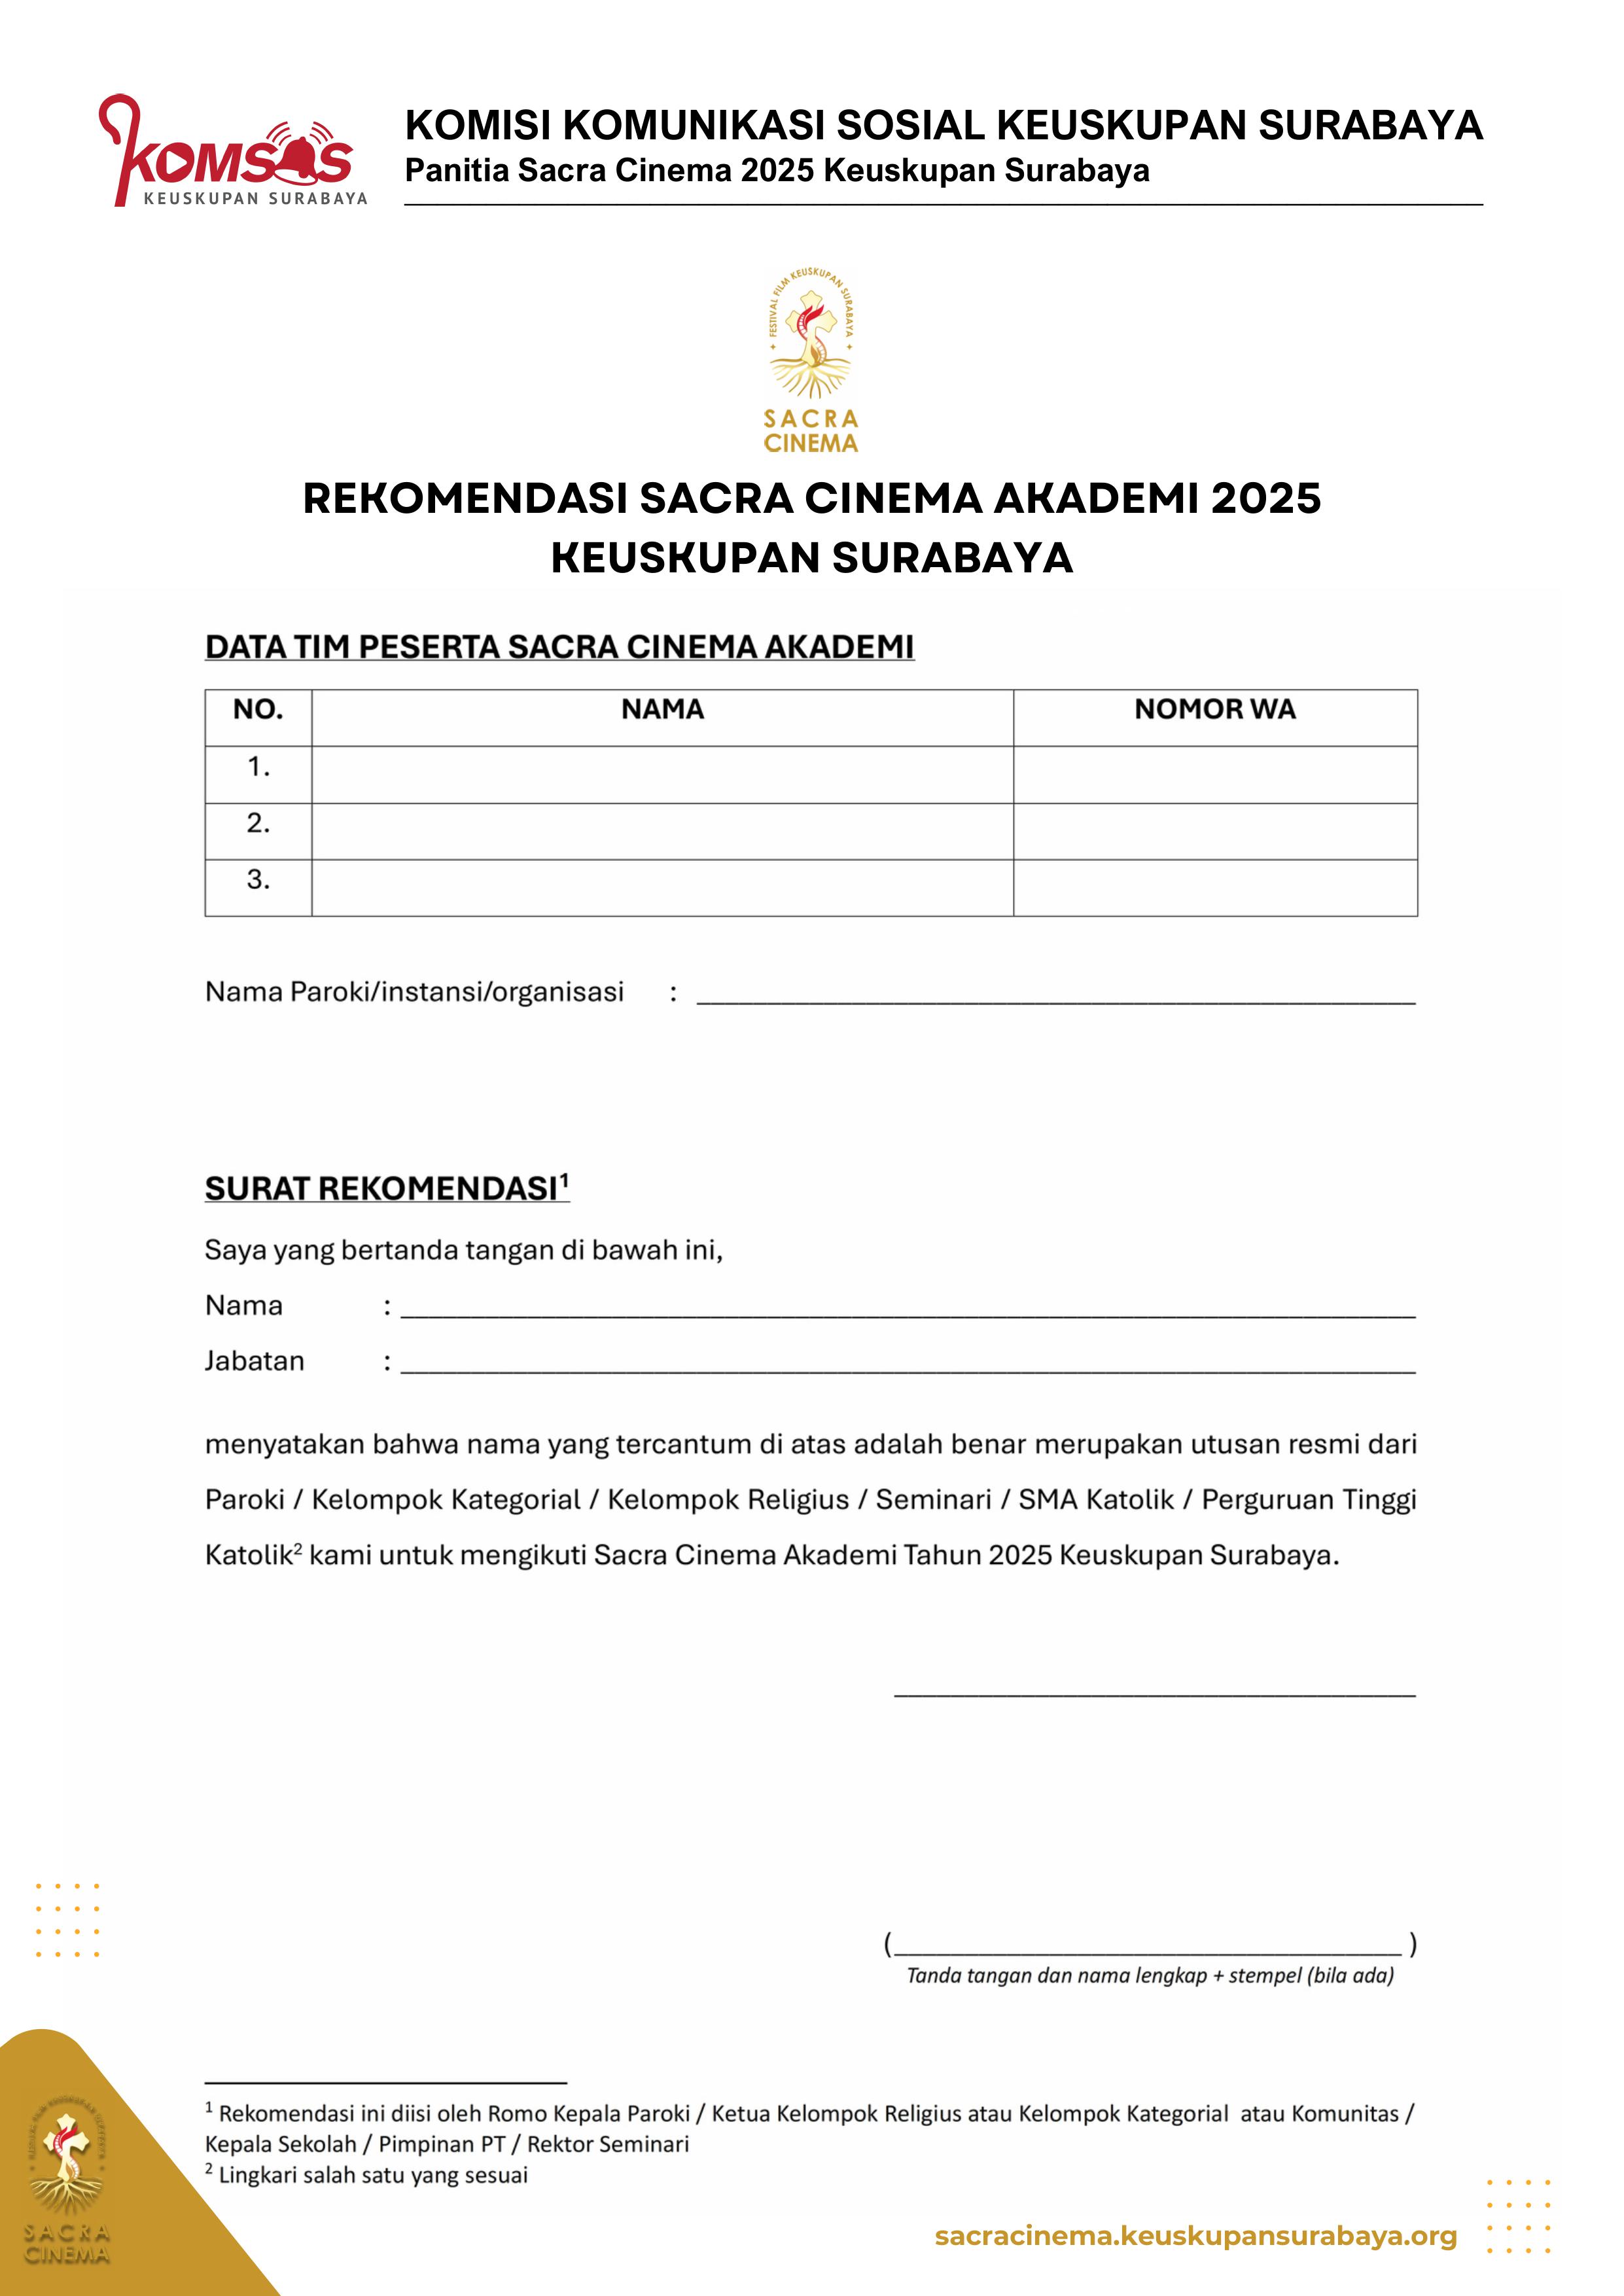 KOMSOS
KEUSKUPAN SURABAYA
KOMISI KOMUNIKASI SOSIAL KEUSKUPAN SURABAYA
Panitia Sacra Cinema 2025 Keuskupan Surabaya
FESTIVAL FILM KEUSKUPAN SURABAYA
SACRA
CINEMA
REKOMENDASI SACRA CINEMA AKADEMI 2025
KEUSKUPAN SURABAYA
DATA TIM PESERTA SACRA CINEMA AKADEMI
NO. NAMA NOMOR WA
1.
2.
3.
Nama Paroki/instansi/organisasi : ____________________
SURAT REKOMENDASI¹
Saya yang bertanda tangan di bawah ini,
Nama : ____________________
Jabatan : ____________________
menyatakan bahwa nama yang tercantum di atas adalah benar merupakan utusan resmi dari
Paroki / Kelompok Kategorial / Kelompok Religius / Seminari / SMA Katolik / Perguruan Tinggi
Katolik² kami untuk mengikuti Sacra Cinema Akademi Tahun 2025 Keuskupan Surabaya.
____________________
(____________________ )
Tanda tangan dan nama lengkap + stempel (bila ada)
¹ Rekomendasi ini diisi oleh Romo Kepala Paroki / Ketua Kelompok Religius atau Kelompok Kategorial atau Komunitas /
Kepala Sekolah / Pimpinan PT / Rektor Seminari
² Lingkari salah satu yang sesuai
SACRA
CINEMA
sacracinema.keuskupansurabaya.org